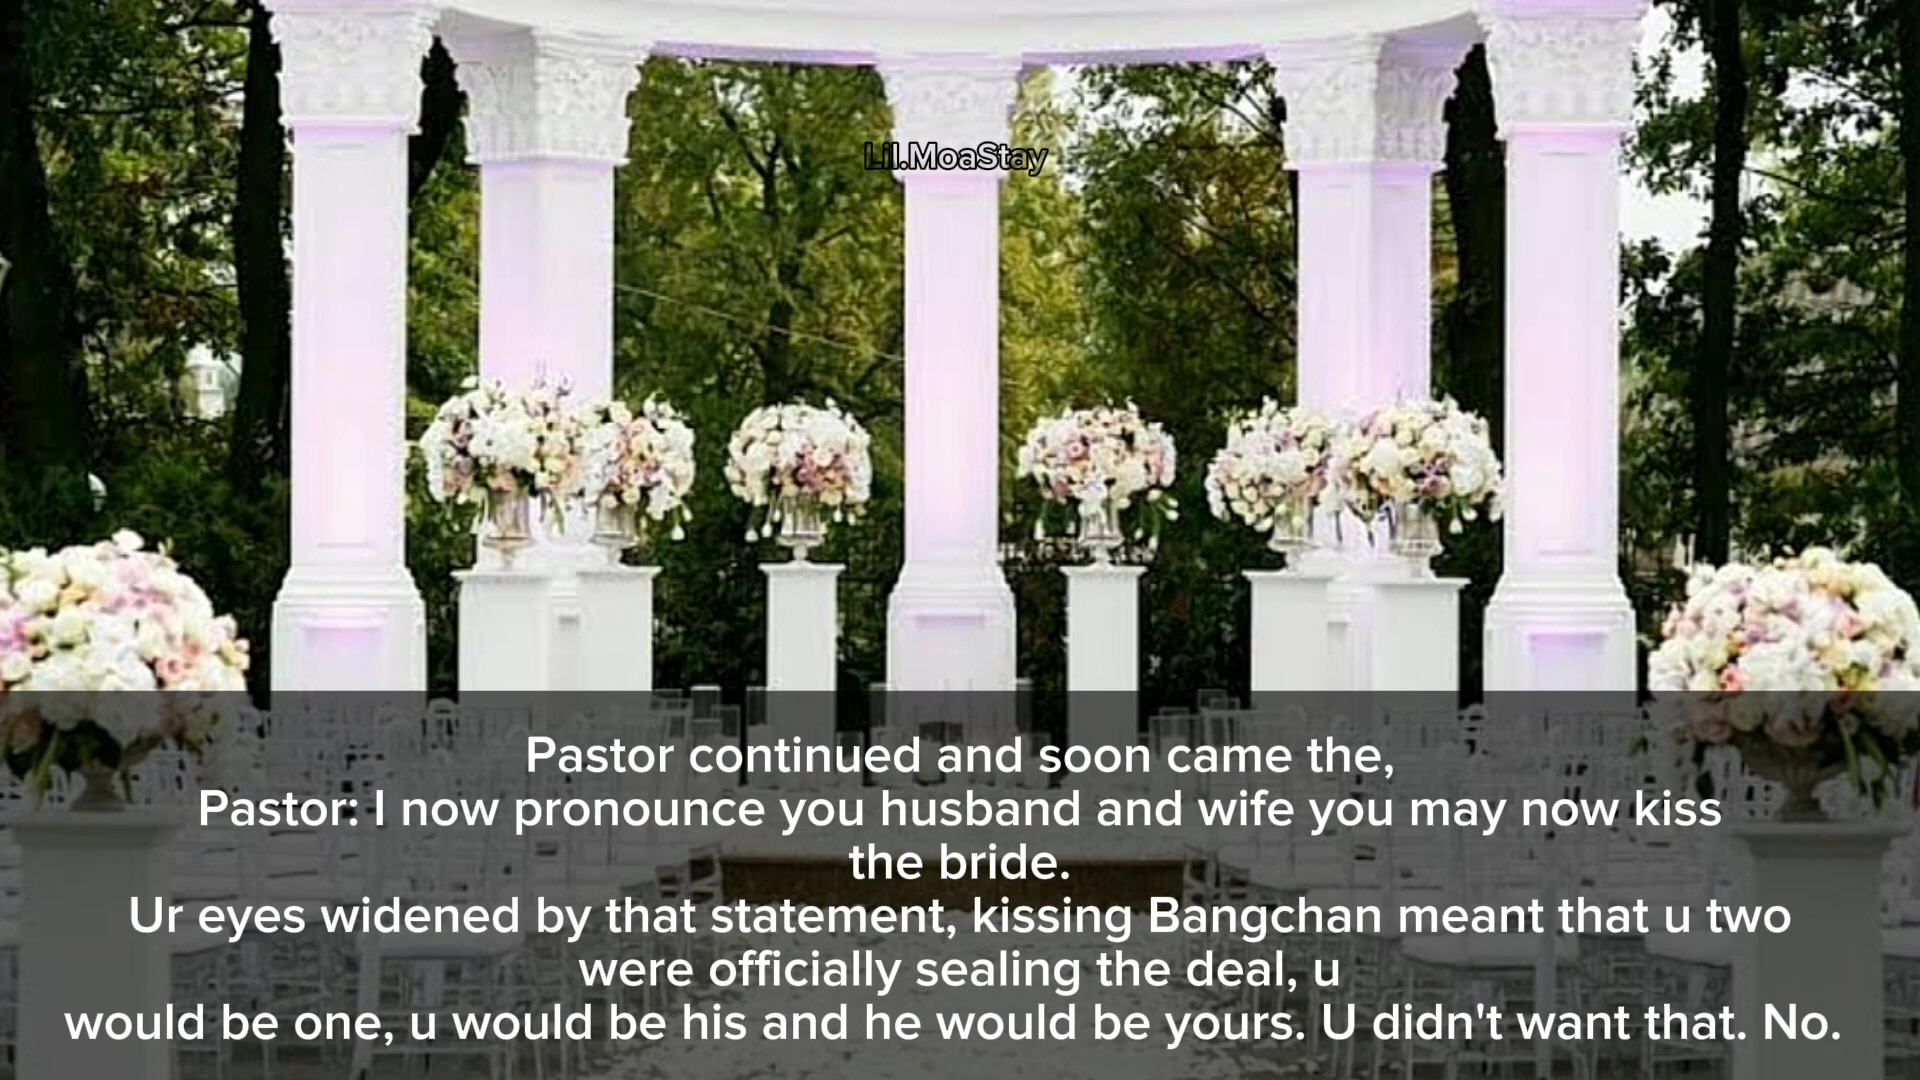 Lil.MoaStay
Pastor continued and soon came the,
Pastor: I now pronounce you husband and wife you may now kiss
the bride.
Ur eyes widened by that statement, kissing Bangchan meant that u two
were officially sealing the deal, u
would be one, u would be his and he would be yours. U didn't want that. No.